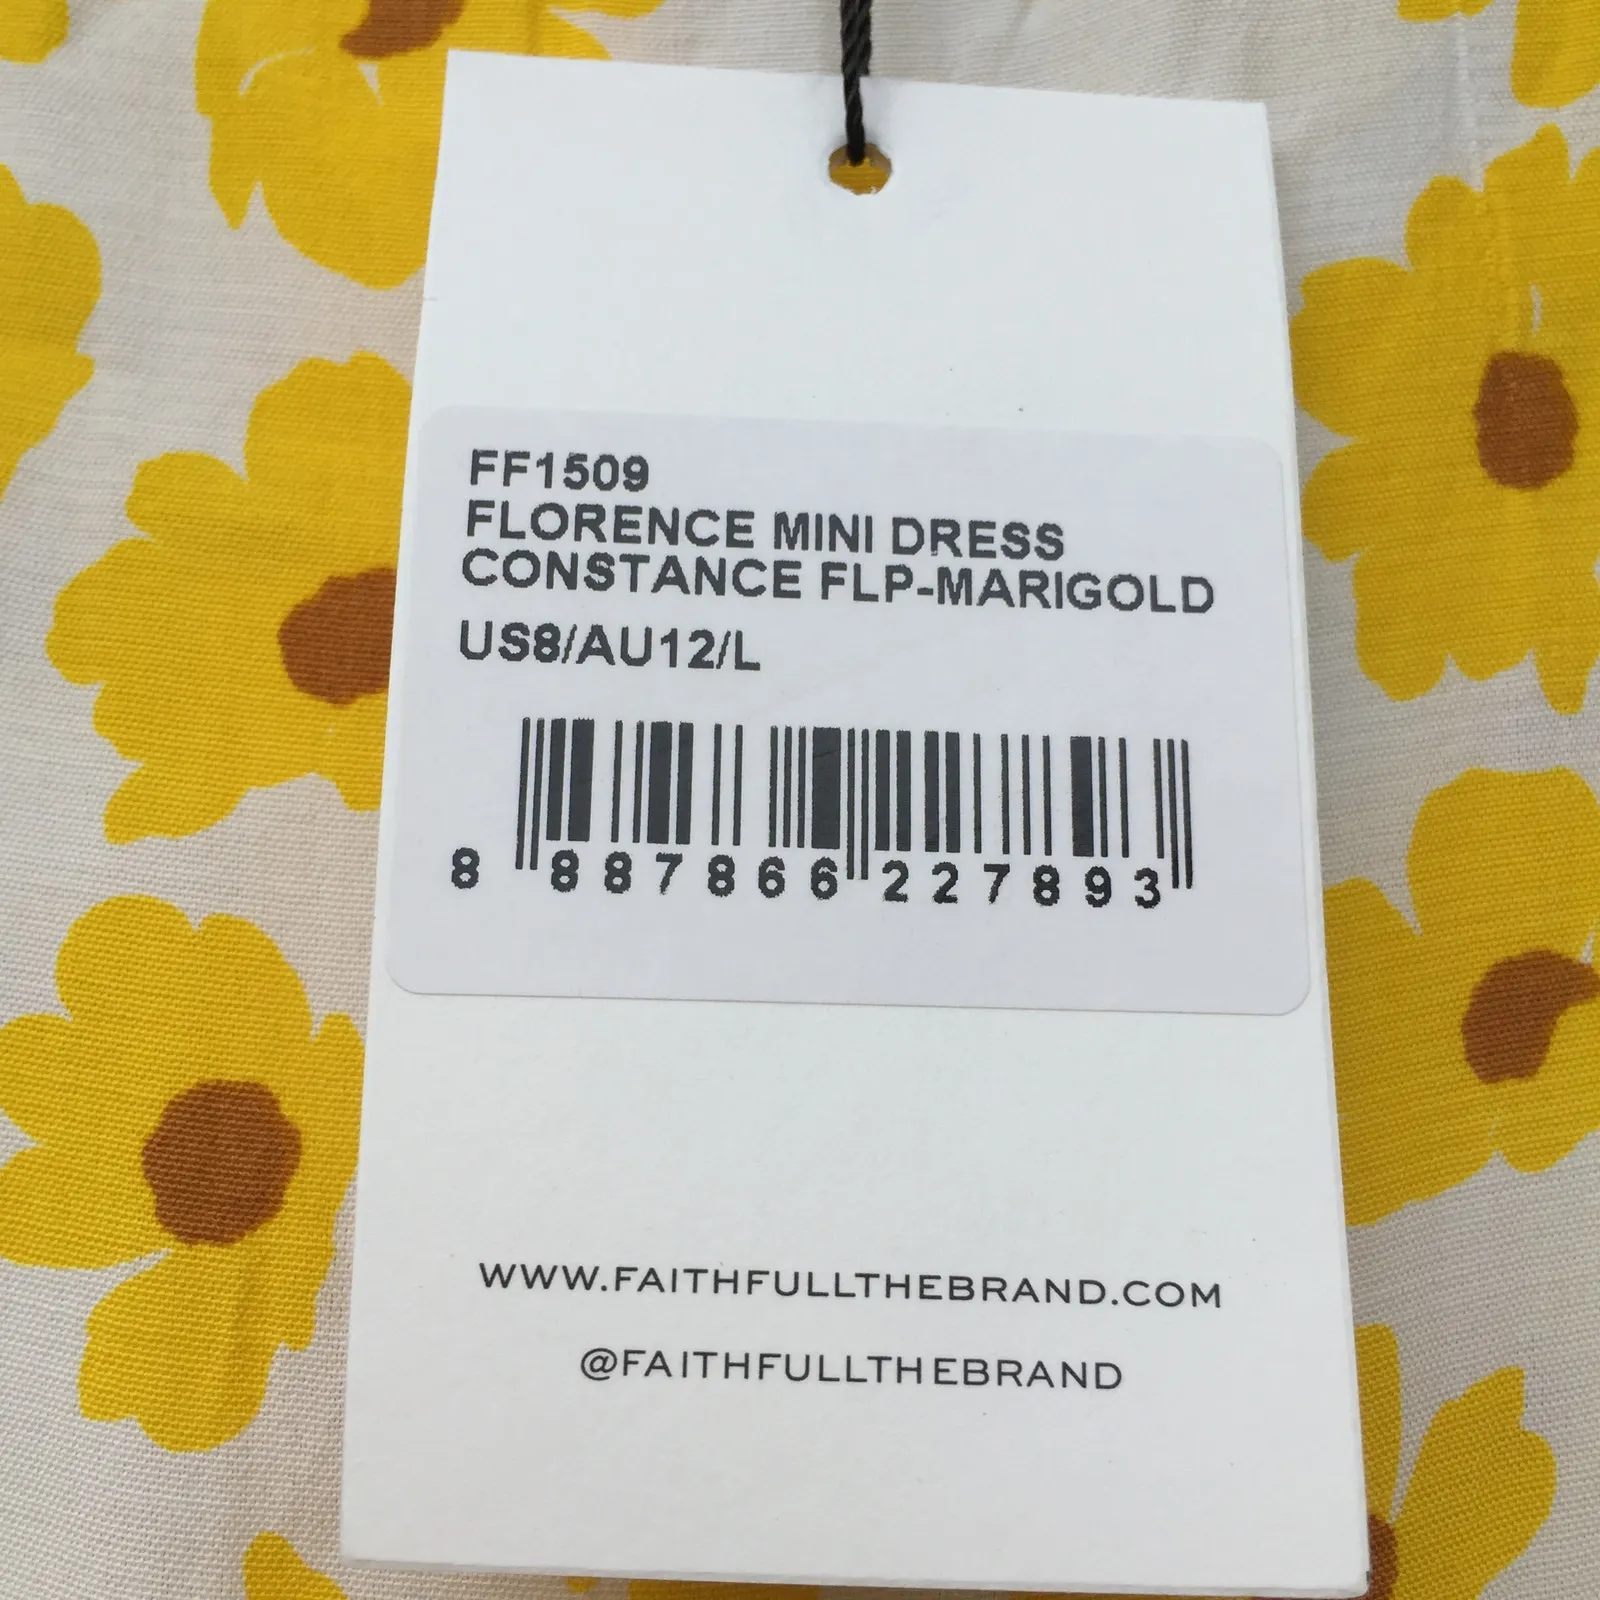 FF1509
FLORENCE MINI DRESS
CONSTANCE FLP-MARIGOLD
US8/AU12/L
8 887866 227893
WWW.FAITHFULLTHEBRAND.COM
@FAITHFULLTHEBRAND